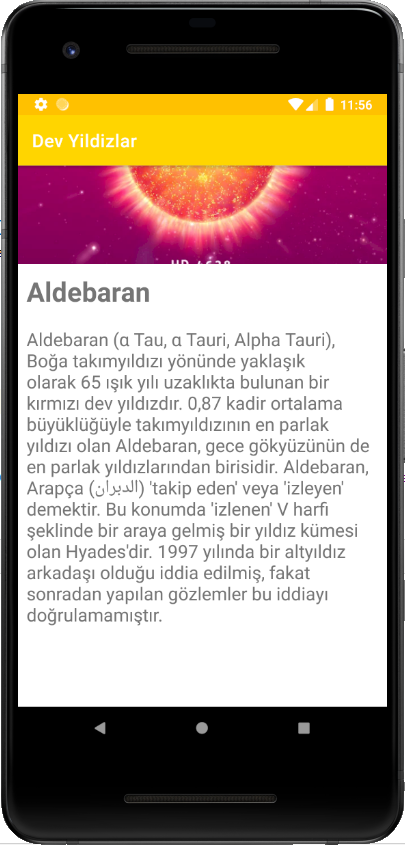 11:56
Dev Yildizlar
Aldebaran
Aldebaran (α Tau, α Tauri, Alpha Tauri),
Boğa takımyıldızı yönünde yaklaşık
olarak 65 ışık yılı uzaklıkta bulunan bir
kırmızı dev yıldızdır. 0,87 kadir ortalama
büyüklüğüyle takımyıldızının en parlak
yıldızı olan Aldebaran, gece gökyüzünün de
en parlak yıldızlarından birisidir. Aldebaran,
Arapça (الدبران) 'takip eden' veya 'izleyen'
demektir. Bu konumda 'izlenen' V harfi
şeklinde bir araya gelmiş bir yıldız kümesi
olan Hyades'dir. 1997 yılında bir altyıldız
arkadaşı olduğu iddia edilmiş, fakat
sonradan yapılan gözlemler bu iddiayı
doğrulamamıştır.